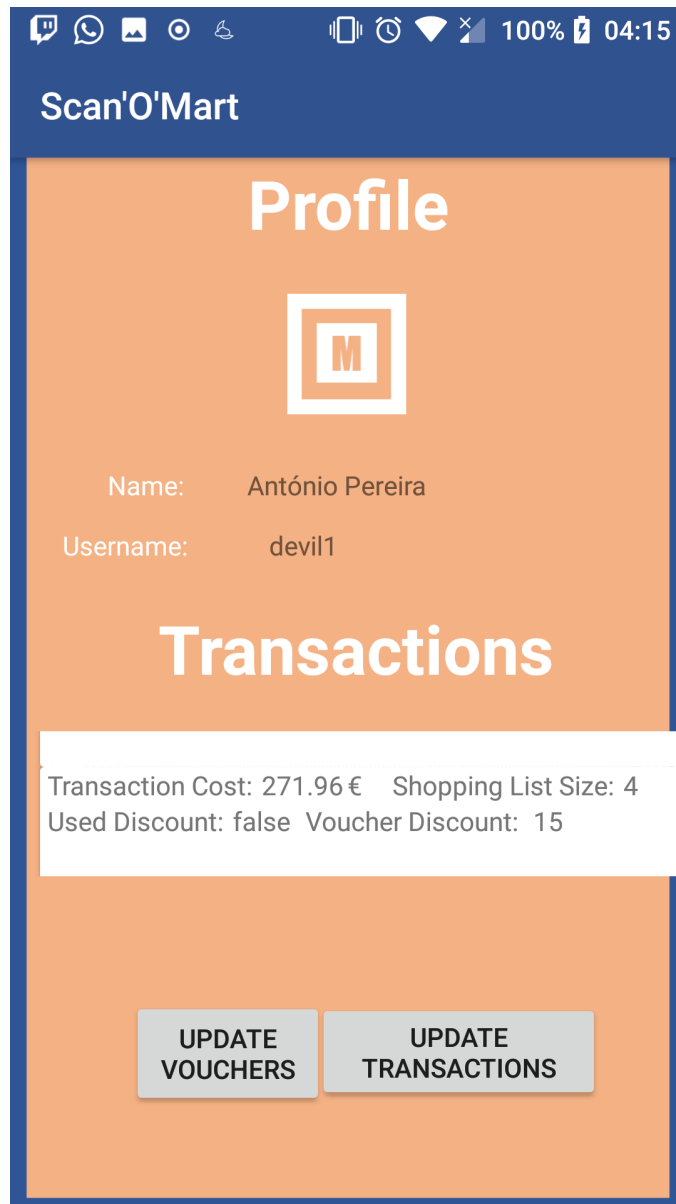 100% 04:15
Scan'O'Mart
Profile
M
Name: António Pereira
Username: devil1
Transactions
Transaction Cost: 271.96 € Shopping List Size: 4
Used Discount: false Voucher Discount: 15
UPDATE UPDATE
VOUCHERS TRANSACTIONS